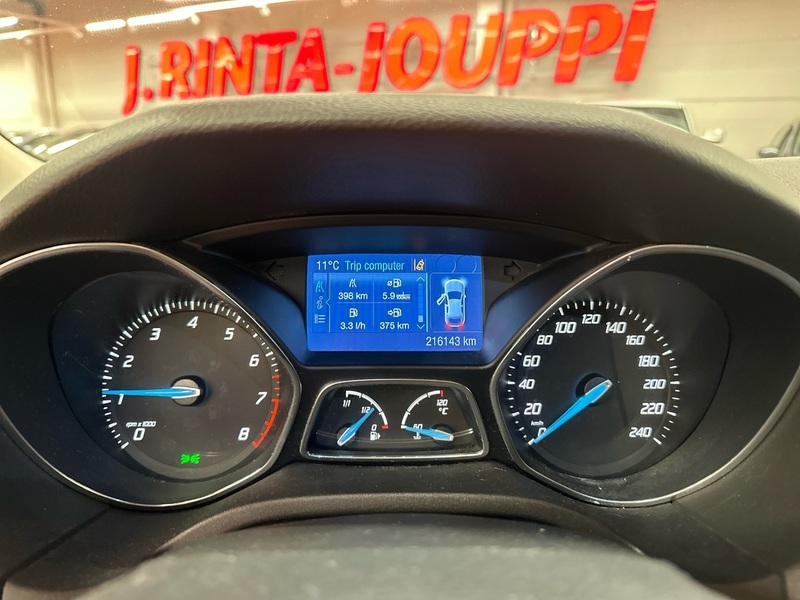 J.RINTA-JOUPPI
11°C Trip computer
398 km
5.9
3.3 l/h
375 km
216143 km
0 1 2 3 4 5 6 7 8
rpm x1000
1/1 1/2 0
120
°C
60
0 20 40 60 80 100 120 140 160 180 200 220 240
km/h